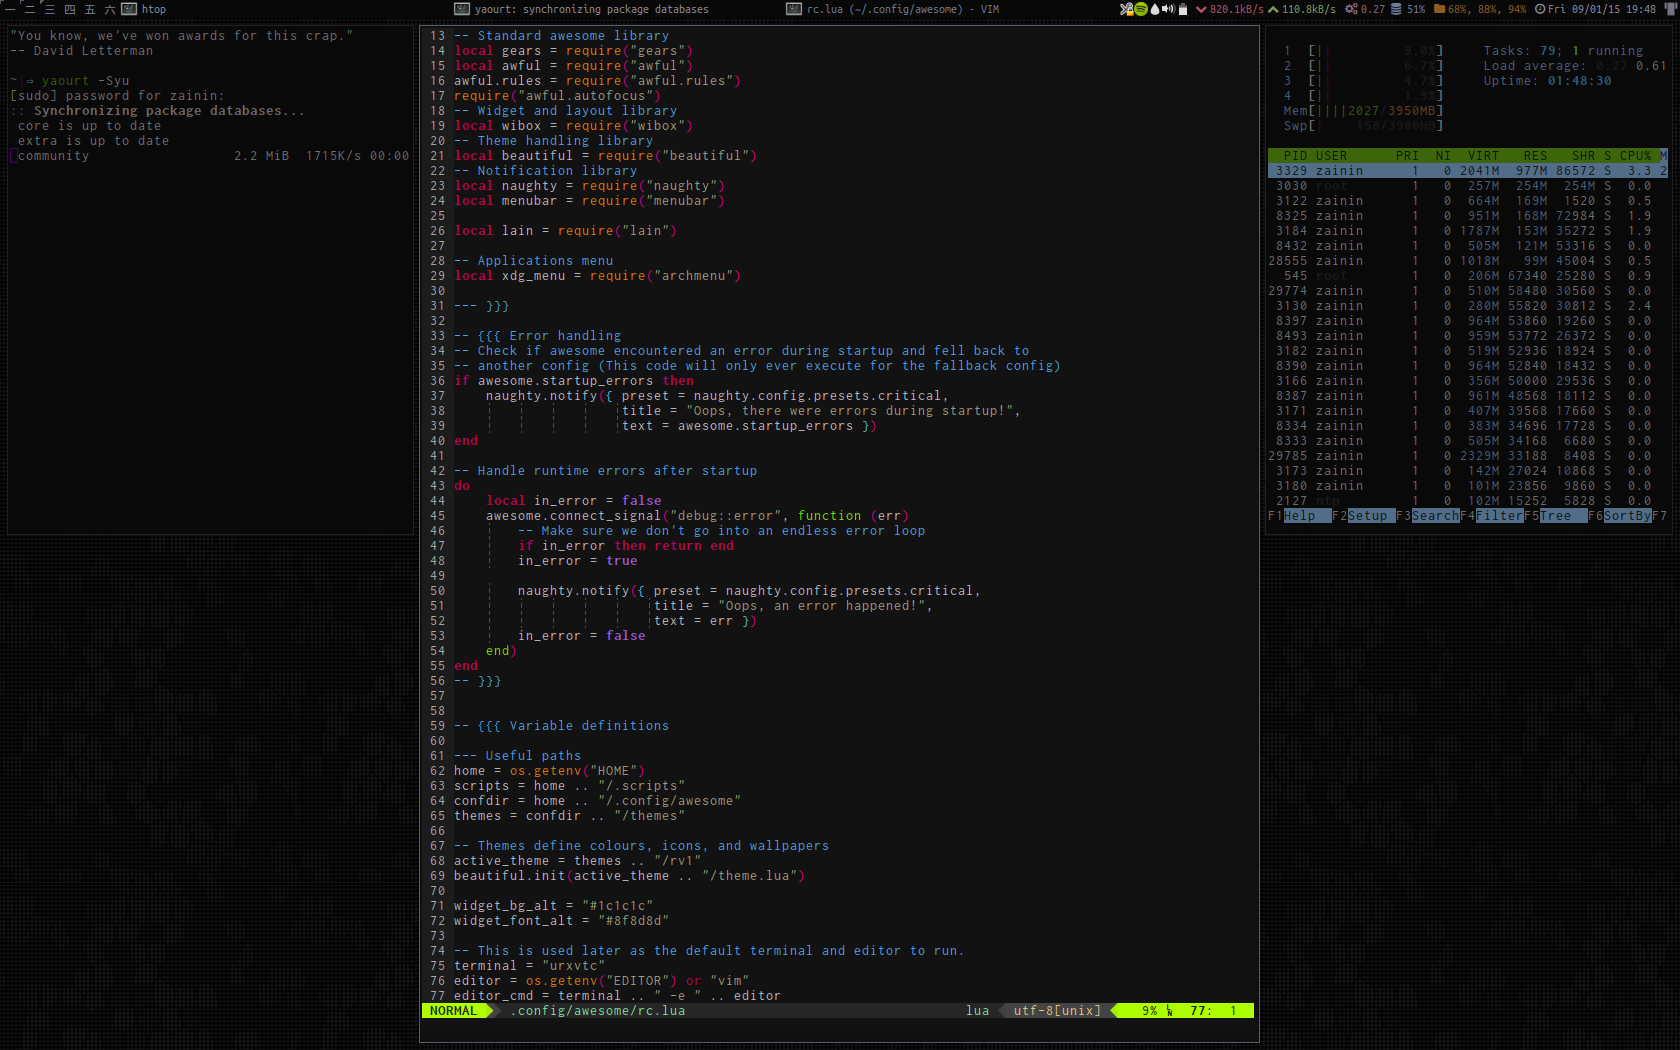 一 二 三 四 五 六 htop
yaourt: synchronizing package databases
rc.lua (~/.config/awesome) - VIM
820.1kB/s 110.8kB/s 0.27 51% 68%, 88%, 94% Fri 09/01/15 19:48
"You know, we've won awards for this crap."
-- David Letterman
~ ⇒ yaourt -Syu
[sudo] password for zainin:
:: Synchronizing package databases...
core is up to date
extra is up to date
community 2.2 MiB 1715K/s 00:00
13 -- Standard awesome library
14 local gears = require("gears")
15 local awful = require("awful")
16 awful.rules = require("awful.rules")
17 require("awful.autofocus")
18 -- Widget and layout library
19 local wibox = require("wibox")
20 -- Theme handling library
21 local beautiful = require("beautiful")
22 -- Notification library
23 local naughty = require("naughty")
24 local menubar = require("menubar")
25
26 local lain = require("lain")
27
28 -- Applications menu
29 local xdg_menu = require("archmenu")
30
31 --- }}}
32
33 -- {{{ Error handling
34 -- Check if awesome encountered an error during startup and fell back to
35 -- another config (This code will only ever execute for the fallback config)
36 if awesome.startup_errors then
37 naughty.notify({ preset = naughty.config.presets.critical,
38 title = "Oops, there were errors during startup!",
39 text = awesome.startup_errors })
40 end
41
42 -- Handle runtime errors after startup
43 do
44 local in_error = false
45 awesome.connect_signal("debug::error", function (err)
46 -- Make sure we don't go into an endless error loop
47 if in_error then return end
48 in_error = true
49
50 naughty.notify({ preset = naughty.config.presets.critical,
51 title = "Oops, an error happened!",
52 text = err })
53 in_error = false
54 end)
55 end
56 -- }}}
57
58
59 -- {{{ Variable definitions
60
61 --- Useful paths
62 home = os.getenv("HOME")
63 scripts = home .. "/.scripts"
64 confdir = home .. "/.config/awesome"
65 themes = confdir .. "/themes"
66
67 -- Themes define colours, icons, and wallpapers
68 active_theme = themes .. "/rv1"
69 beautiful.init(active_theme .. "/theme.lua")
70
71 widget_bg_alt = "#1c1c1c"
72 widget_font_alt = "#8f8d8d"
73
74 -- This is used later as the default terminal and editor to run.
75 terminal = "urxvtc"
76 editor = os.getenv("EDITOR") or "vim"
77 editor_cmd = terminal .. " -e " .. editor
NORMAL .config/awesome/rc.lua lua utf-8[unix] 9% 77: 1
1 [|| 9.0%] Tasks: 79; 1 running
2 [|| 6.7%] Load average: 0.27 0.61
3 [|| 4.7%] Uptime: 01:48:30
4 [|| 1.9%]
Mem[||||2027/3950MB]
Swp[| 158/3980MB]
PID USER PRI NI VIRT RES SHR S CPU% M
3329 zainin 1 0 2041M 977M 86572 S 3.3 2
3030 root 1 0 257M 254M 254M S 0.0
3122 zainin 1 0 664M 169M 1520 S 0.5
8325 zainin 1 0 951M 168M 72984 S 1.9
3184 zainin 1 0 1787M 153M 35272 S 1.9
8432 zainin 1 0 505M 121M 53316 S 0.0
28555 zainin 1 0 1018M 99M 45004 S 0.5
545 root 1 0 206M 67340 25280 S 0.9
29774 zainin 1 0 510M 58480 30560 S 0.0
3130 zainin 1 0 280M 55820 30812 S 2.4
8397 zainin 1 0 964M 53860 19260 S 0.0
8493 zainin 1 0 959M 53772 26372 S 0.0
3182 zainin 1 0 519M 52936 18924 S 0.0
8390 zainin 1 0 964M 52840 18432 S 0.0
3166 zainin 1 0 356M 50000 29536 S 0.0
8387 zainin 1 0 961M 48568 18112 S 0.0
3171 zainin 1 0 407M 39568 17660 S 0.0
8334 zainin 1 0 383M 34696 17728 S 0.0
8333 zainin 1 0 505M 34168 6680 S 0.0
29785 zainin 1 0 2329M 33188 8408 S 0.0
3173 zainin 1 0 142M 27024 10868 S 0.0
3180 zainin 1 0 101M 23856 9860 S 0.0
2127 ntp 1 0 102M 15252 5828 S 0.0
F1Help F2Setup F3SearchF4FilterF5Tree F6SortByF7